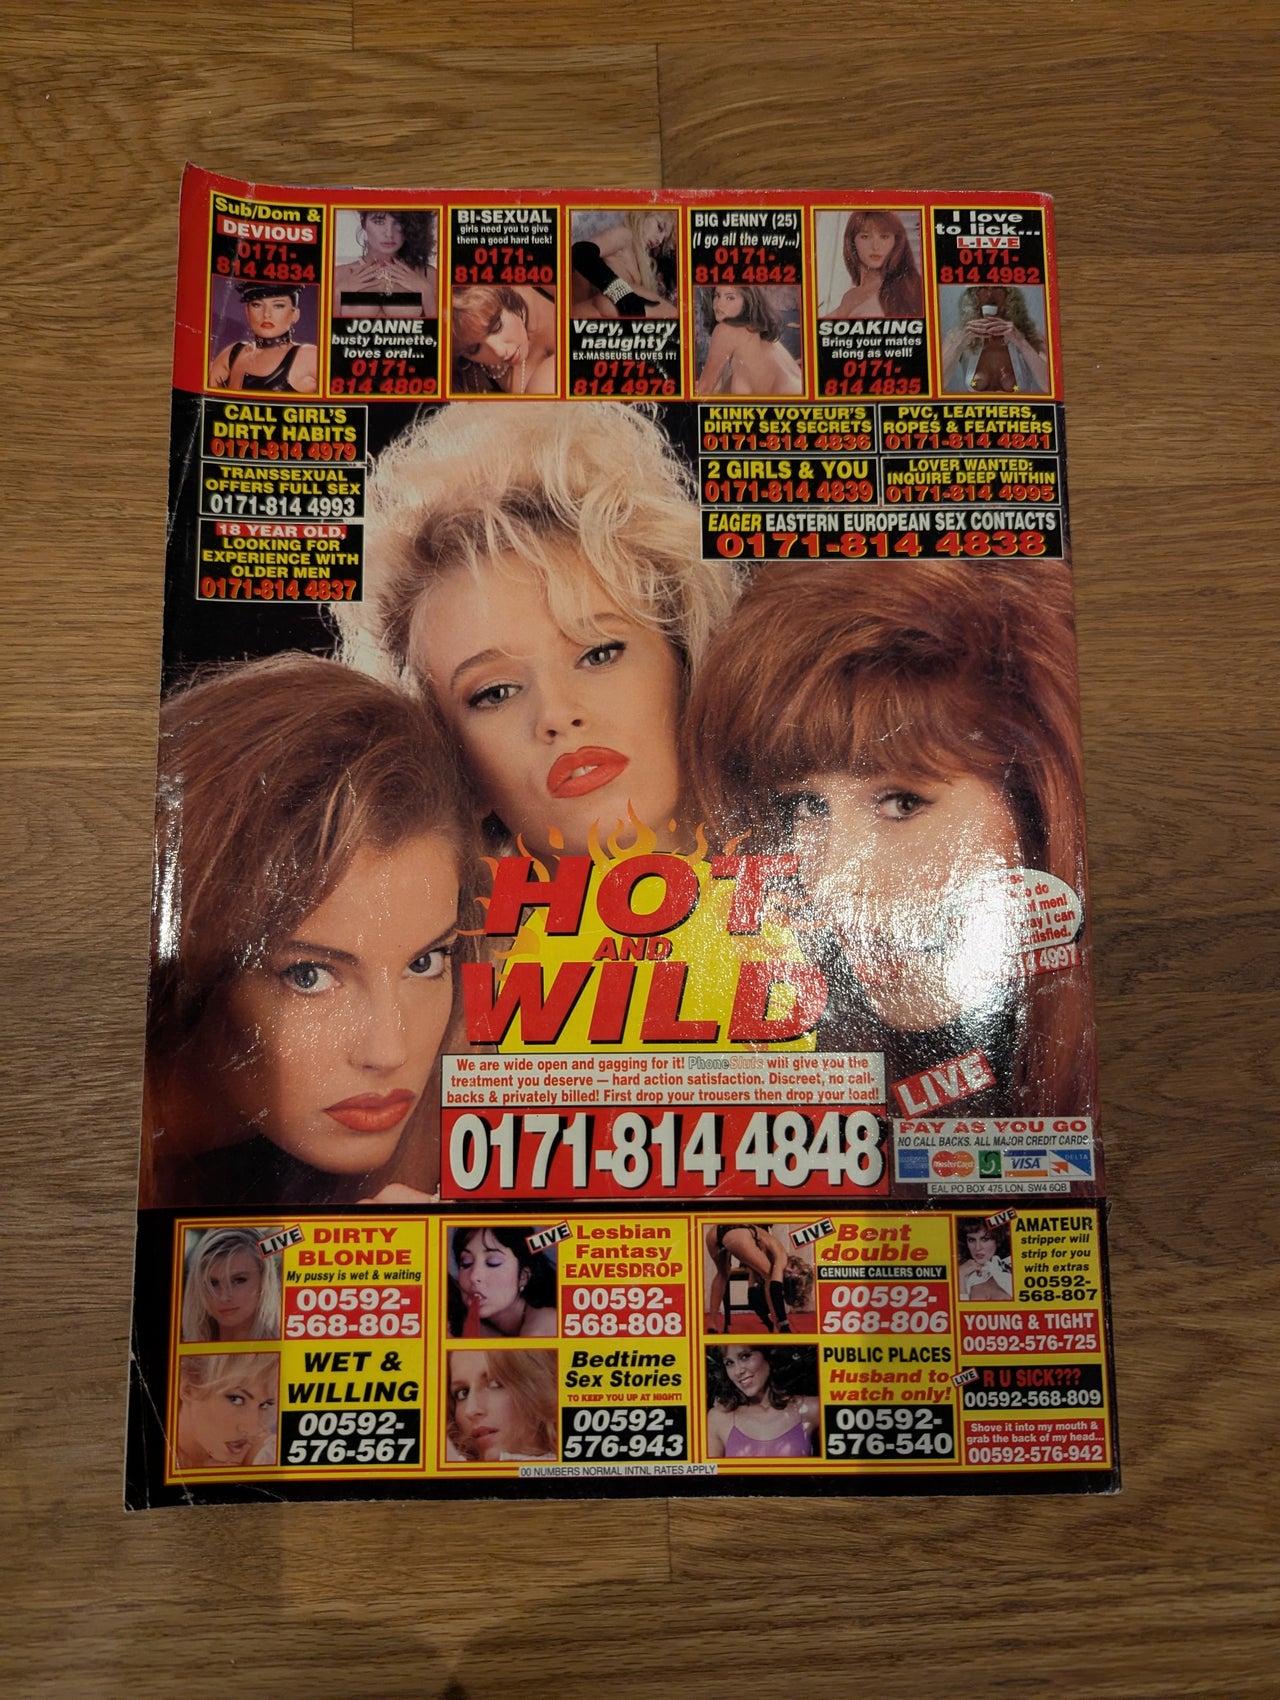 Sub/Dom &
DEVIOUS
0171-
814 4834
JOANNE
busty brunette,
loves oral...
0171-
814 4809
BI-SEXUAL
girls need you to give
them a good hard fuck!
0171-
814 4840
Very, very
naughty
EX-MASSEUSE LOVES IT!
0171-
814 4976
BIG JENNY (25)
(I go all the way...)
0171-
814 4842
SOAKING
Bring your mates
along as well!
0171-
814 4835
I love
to lick...
L-I-V-E
0171-
814 4982
CALL GIRL'S
DIRTY HABITS
0171-814 4979
TRANSSEXUAL
OFFERS FULL SEX
0171-814 4993
18 YEAR OLD,
LOOKING FOR
EXPERIENCE WITH
OLDER MEN
0171-814 4837
KINKY VOYEUR'S
DIRTY SEX SECRETS
0171-814 4836
PVC, LEATHERS,
ROPES & FEATHERS
0171-814 4841
2 GIRLS & YOU
0171-814 4839
LOVER WANTED:
INQUIRE DEEP WITHIN
0171-814 4995
EAGER EASTERN EUROPEAN SEX CONTACTS
0171-814 4838
HOT
AND
WILD
do
men!
I can
4997
We are wide open and gagging for it! PhoneSluts will give you the
treatment you deserve — hard action satisfaction. Discreet, no call-
backs & privately billed! First drop your trousers then drop your load!
0171-814 4848
LIVE
PAY AS YOU GO
NO CALL BACKS. ALL MAJOR CREDIT CARDS
MasterCard
VISA
DELTA
EAL PO BOX 475 LON. SW4 6QB
LIVE
DIRTY
BLONDE
My pussy is wet & waiting
00592-
568-805
LIVE
Lesbian
Fantasy
EAVESDROP
00592-
568-808
LIVE
Bent
double
GENUINE CALLERS ONLY
00592-
568-806
LIVE
AMATEUR
stripper will
strip for you
with extras
00592-
568-807
YOUNG & TIGHT
00592-576-725
WET &
WILLING
00592-
576-567
Bedtime
Sex Stories
TO KEEP YOU UP AT NIGHT!
00592-
576-943
PUBLIC PLACES
Husband to
watch only!
00592-
576-540
LIVE
R U SICK???
00592-568-809
Shove it into my mouth &
grab the back of my head...
00592-576-942
00 NUMBERS NORMAL INTNL RATES APPLY